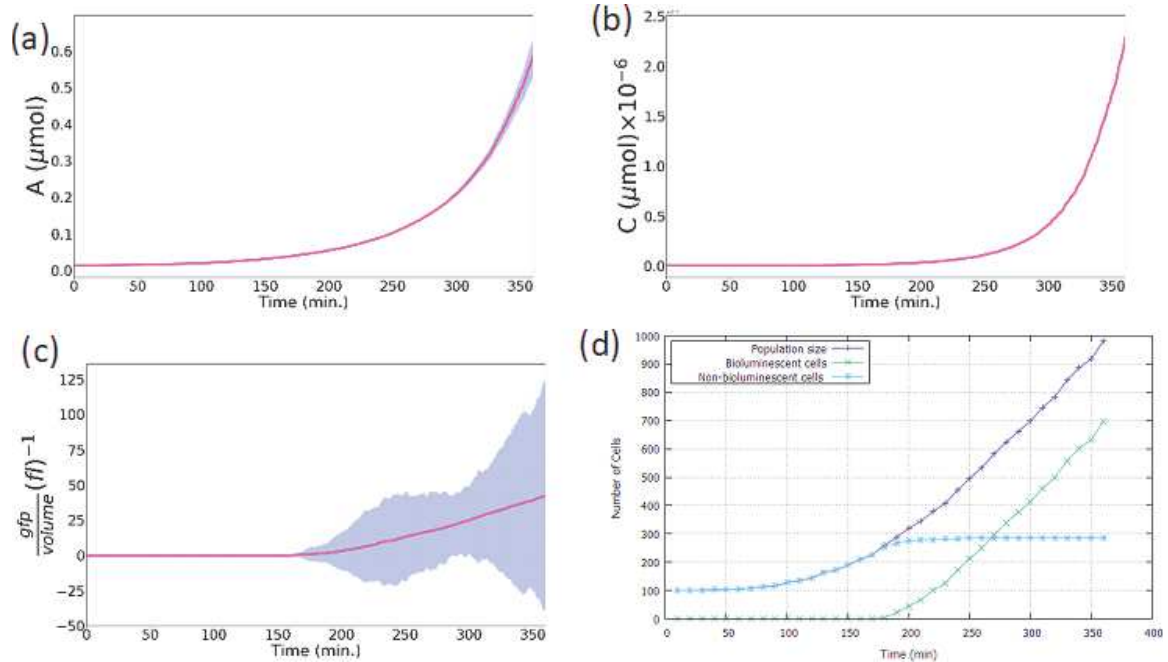 (a)
A (μmol)
0.6
0.5
0.4
0.3
0.2
0.1
0.0
0 50 100 150 200 250 300 350
Time (min.)
(b)
C (μmol)×10⁻⁶
2.5
2.0
1.5
1.0
0.5
0.0
0 50 100 150 200 250 300 350
Time (min.)
(c)
gfp
volume (fl)⁻¹
125
100
75
50
25
0
−25
−50
0 50 100 150 200 250 300 350
Time (min.)
(d)
Population size
Bioluminescent cells
Non-bioluminescent cells
Number of Cells
1000
900
800
700
600
500
400
300
200
100
0
0 50 100 150 200 250 300 350 400
Time (min)